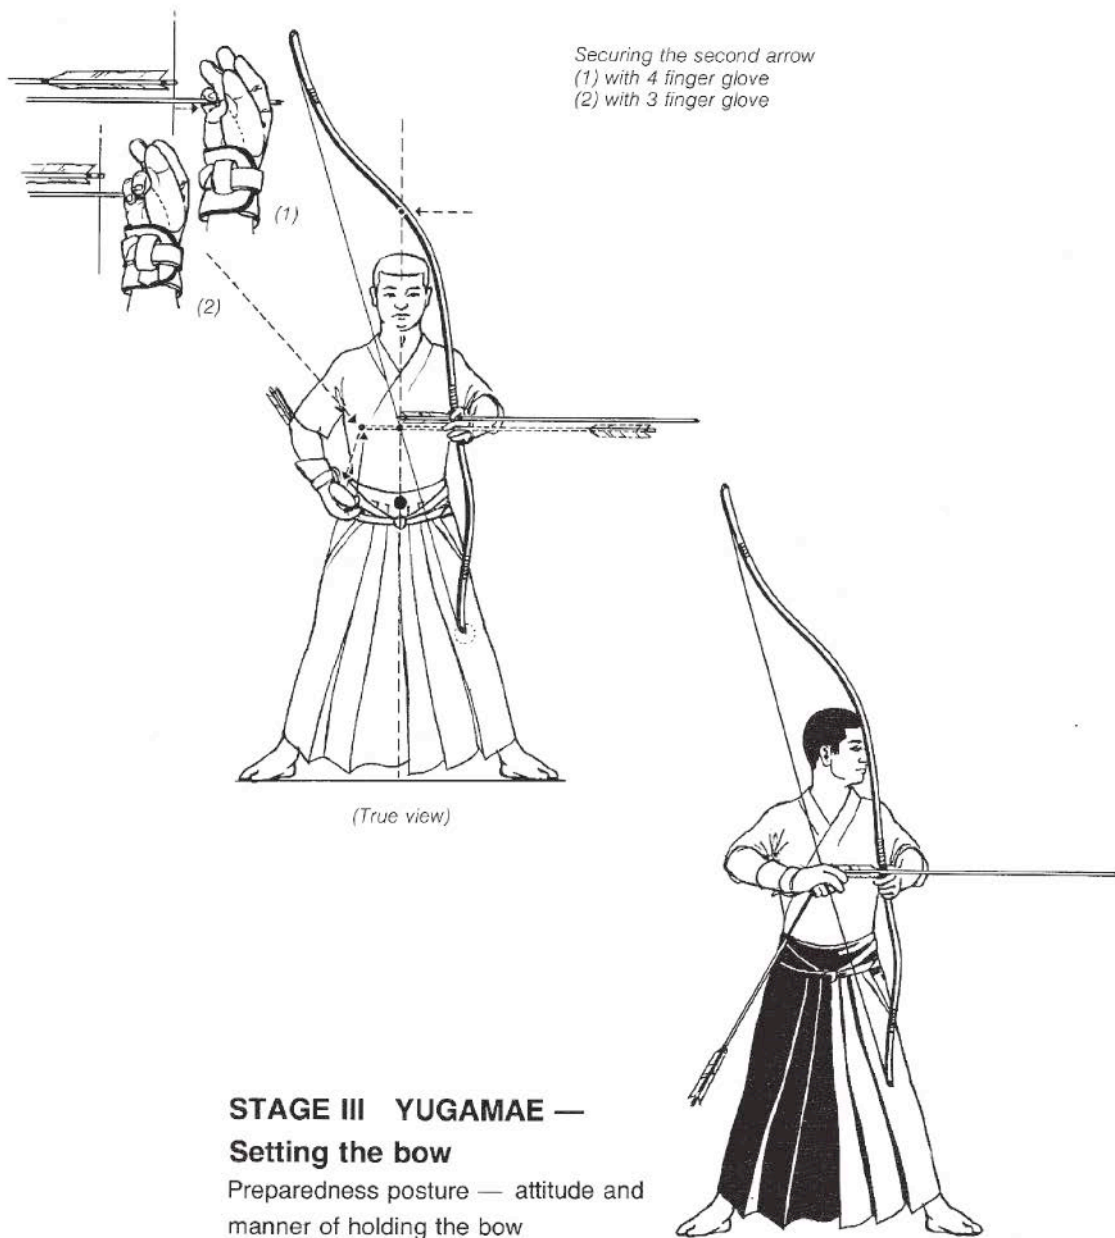 Securing the second arrow
(1) with 4 finger glove
(2) with 3 finger glove
(1)
(2)
(True view)
STAGE III YUGAMAE —
Setting the bow
Preparedness posture — attitude and
manner of holding the bow